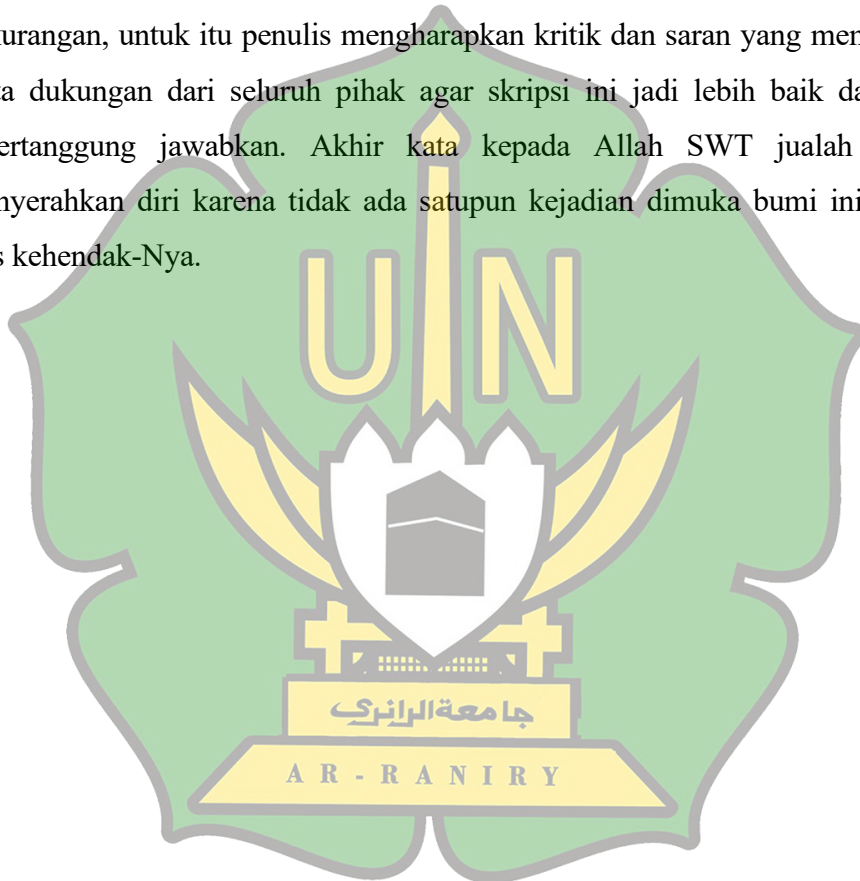 urangan, untuk itu penulis mengharapkan kritik dan saran yang men
a dukungan dari seluruh pihak agar skripsi ini jadi lebih baik da
ertanggung jawabkan. Akhir kata kepada Allah SWT jualah
nyerahkan diri karena tidak ada satupun kejadian dimuka bumi ini
s kehendak-Nya.
UIN
جامعة الرانري
AR-RANIRY